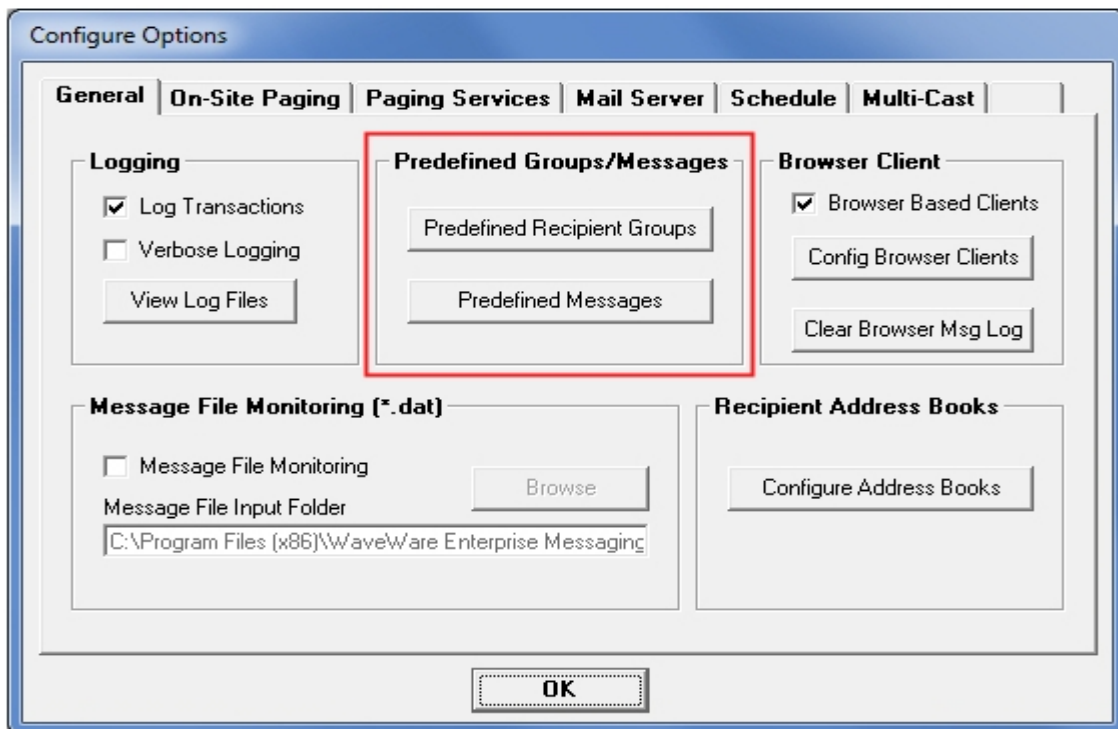 Configure Options
General On-Site Paging Paging Services Mail Server Schedule Multi-Cast
Logging
Log Transactions
Verbose Logging
View Log Files
Predefined Groups/Messages
Predefined Recipient Groups
Predefined Messages
Browser Client
Browser Based Clients
Config Browser Clients
Clear Browser Msg Log
Message File Monitoring (*.dat)
Message File Monitoring
Browse
Message File Input Folder
C:\Program Files (x86)\WaveWare Enterprise Messaging
Recipient Address Books
Configure Address Books
OK